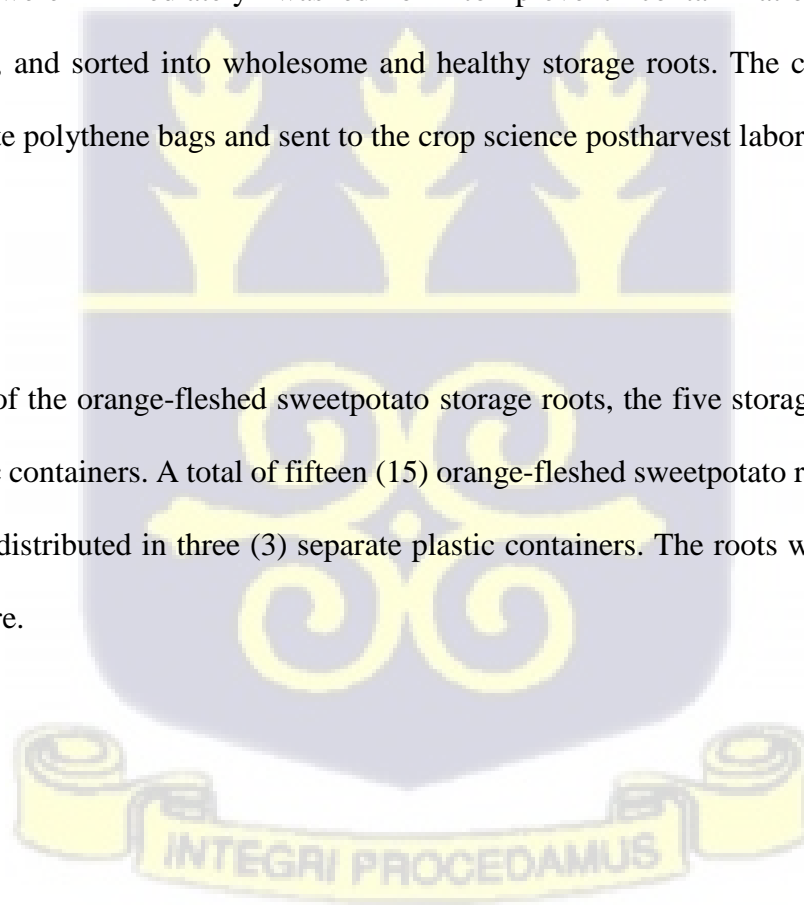 , and sorted into wholesome and healthy storage roots. The c
te polythene bags and sent to the crop science postharvest labor
of the orange-fleshed sweetpotato storage roots, the five storag
c containers. A total of fifteen (15) orange-fleshed sweetpotato r
distributed in three (3) separate plastic containers. The roots w
re.
INTEGRI PROCEDAMUS